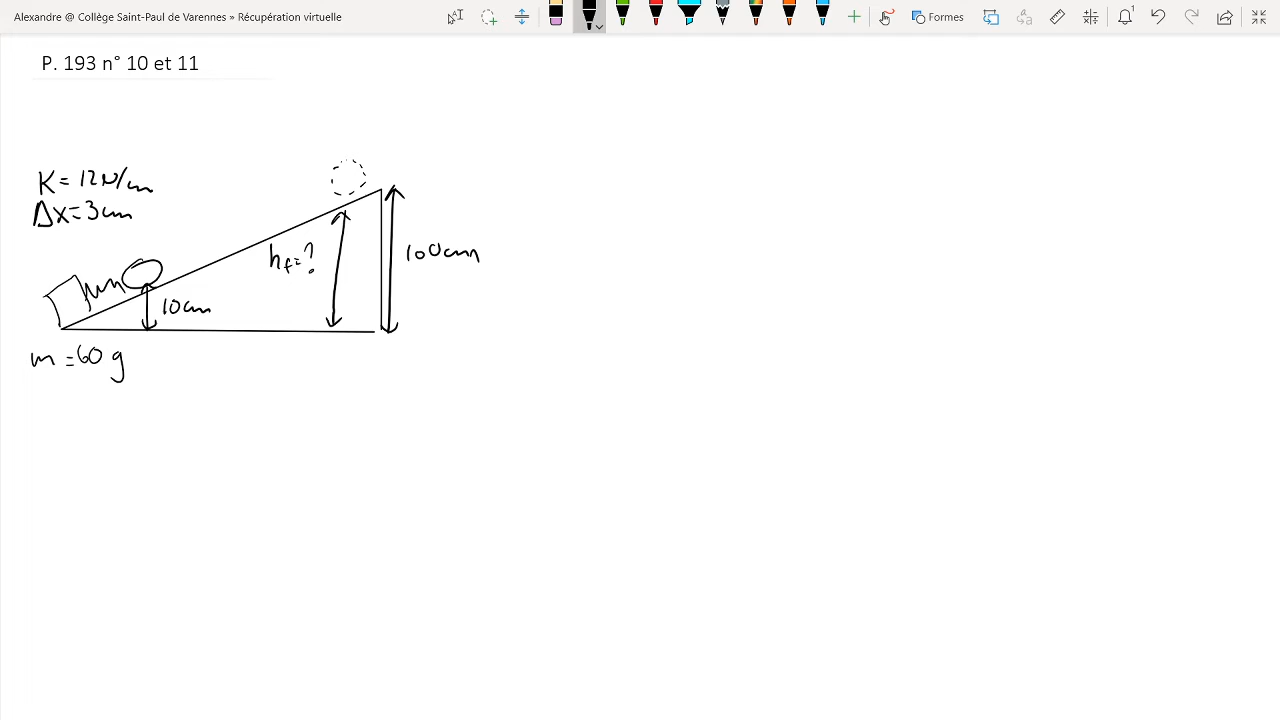 Alexandre @ Collège Saint-Paul de Varennes » Récupération virtuelle
Formes
1
P. 193 n° 10 et 11
K = 12 N/m
Δx = 3 cm
100 cm
hf = ?
10 cm
m = 60 g